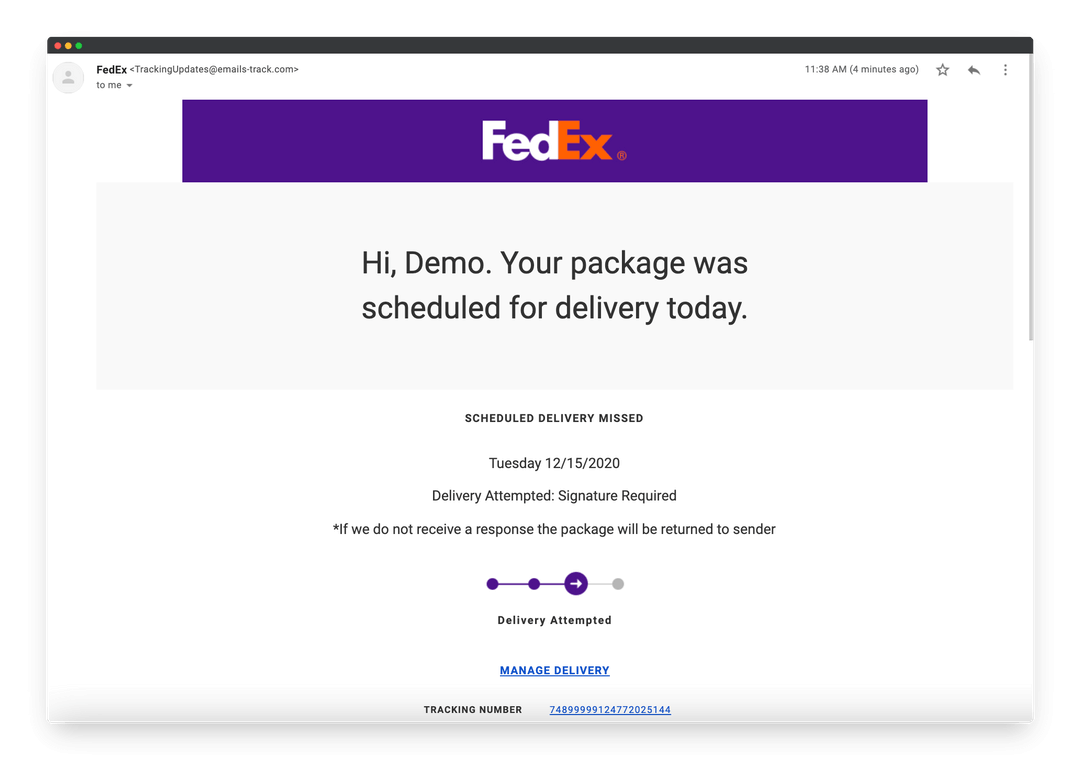 FedEx <TrackingUpdates@emails-track.com>
11:38 AM (4 minutes ago)
to me
FedEx®
Hi, Demo. Your package was
scheduled for delivery today.
SCHEDULED DELIVERY MISSED
Tuesday 12/15/2020
Delivery Attempted: Signature Required
*If we do not receive a response the package will be returned to sender
Delivery Attempted
MANAGE DELIVERY
TRACKING NUMBER 74899999124772025144